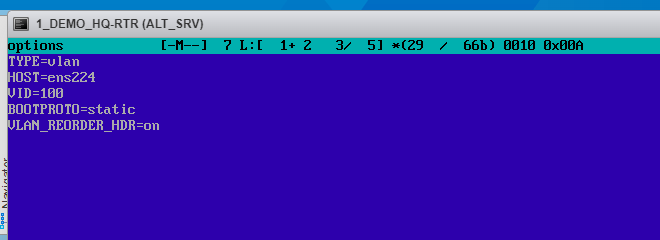 1_DEMO_HQ-RTR (ALT_SRV)
options [-M--] 7 L:[ 1+ 2 3/ 5] *(29 / 66b) 0010 0x00A
TYPE=vlan
HOST=ens224
VID=100
BOOTPROTO=static
VLAN_REORDER_HDR=on
Navigator